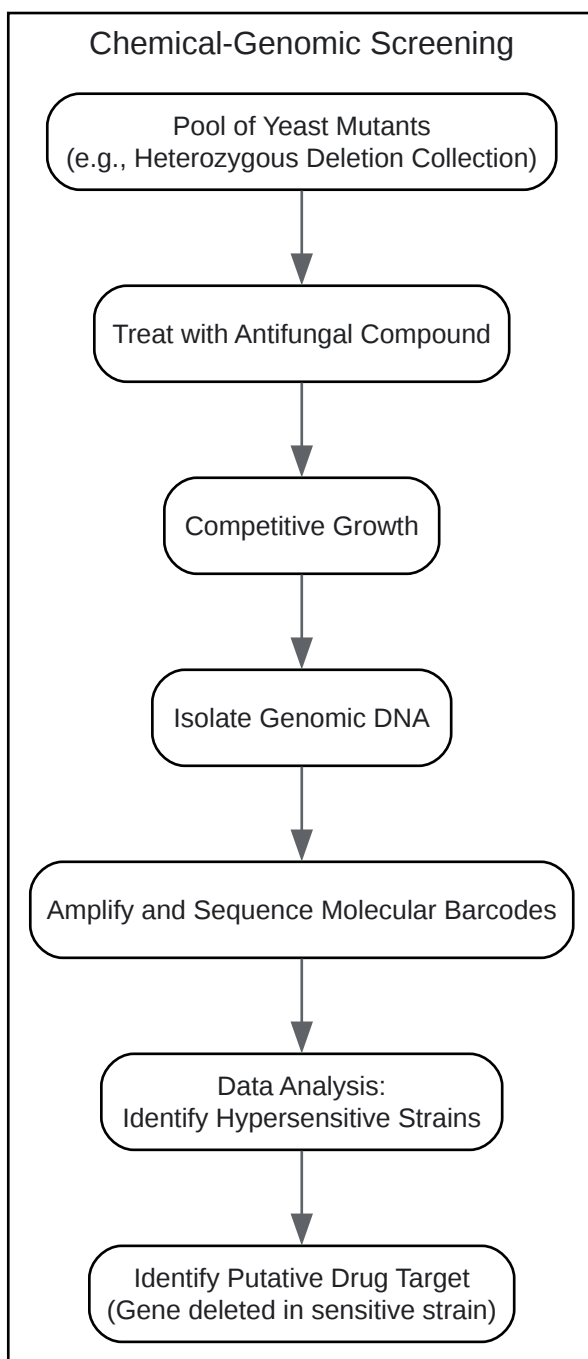 Chemical-Genomic Screening
Pool of Yeast Mutants
(e.g., Heterozygous Deletion Collection)
Treat with Antifungal Compound
Competitive Growth
Isolate Genomic DNA
Amplify and Sequence Molecular Barcodes
Data Analysis:
Identify Hypersensitive Strains
Identify Putative Drug Target
(Gene deleted in sensitive strain)